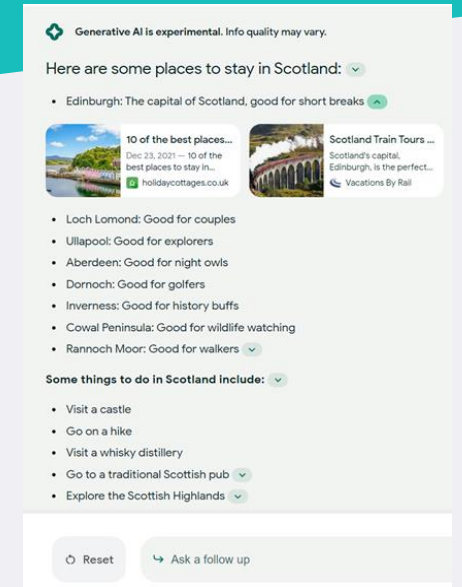 Generative AI is experimental. Info quality may vary.
Here are some places to stay in Scotland:
• Edinburgh: The capital of Scotland, good for short breaks
10 of the best places...
Dec 23, 2021 — 10 of the
best places to stay in...
holidaycottages.co.uk
Scotland Train Tours ...
Scotland's capital,
Edinburgh, is the perfect...
Vacations By Rail
• Loch Lomond: Good for couples
• Ullapool: Good for explorers
• Aberdeen: Good for night owls
• Dornoch: Good for golfers
• Inverness: Good for history buffs
• Cowal Peninsula: Good for wildlife watching
• Rannoch Moor: Good for walkers
Some things to do in Scotland include:
• Visit a castle
• Go on a hike
• Visit a whisky distillery
• Go to a traditional Scottish pub
• Explore the Scottish Highlands
Reset
Ask a follow up